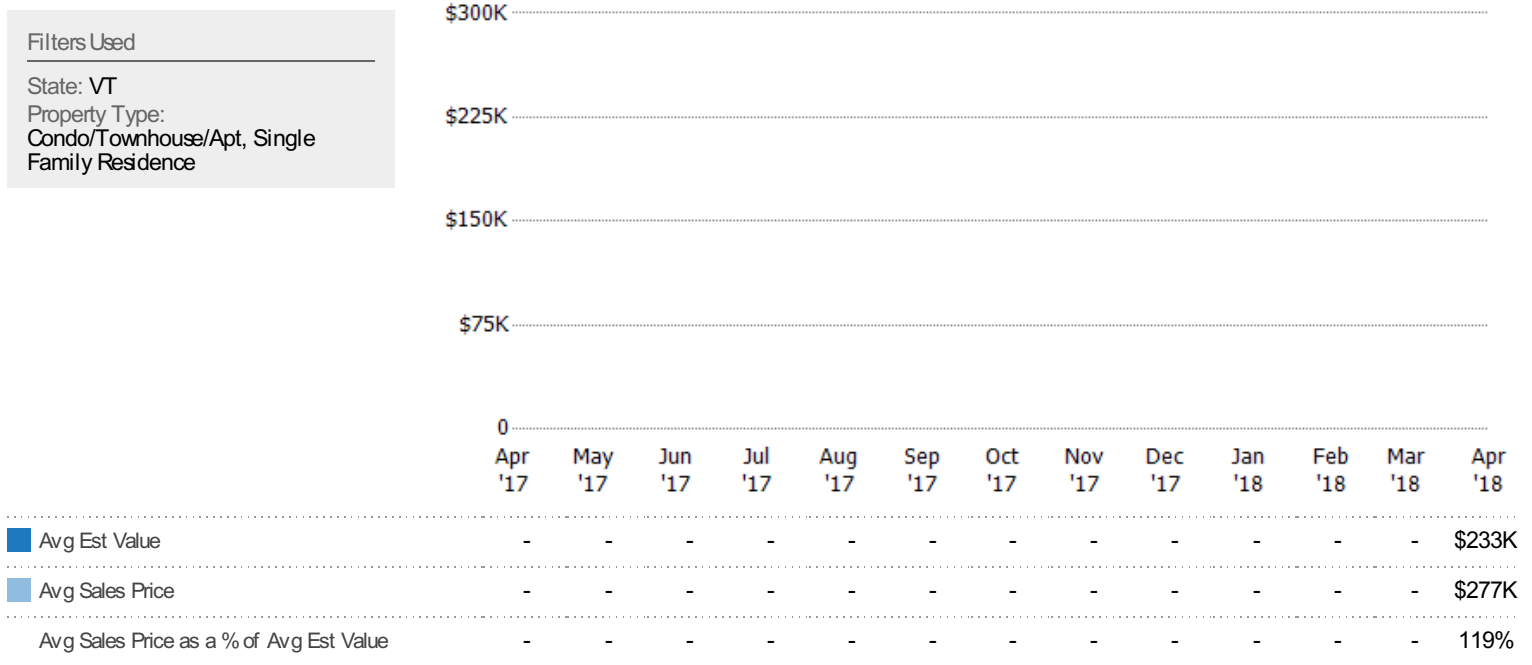 Filters Used
State: VT
Property Type:
Condo/Townhouse/Apt, Single
Family Residence
$300K
$225K
$150K
$75K
0
Apr May Jun Jul Aug Sep Oct Nov Dec Jan Feb Mar Apr
'17 '17 '17 '17 '17 '17 '17 '17 '17 '18 '18 '18 '18
Avg Est Value - - - - - - - - - - - - $233K
Avg Sales Price - - - - - - - - - - - - $277K
Avg Sales Price as a % of Avg Est Value - - - - - - - - - - - - 119%